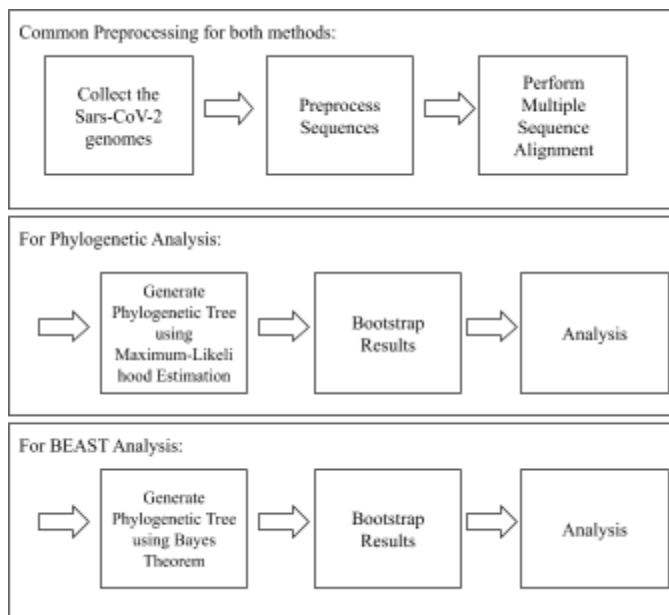 Common Preprocessing for both methods:
Collect the
Sars-CoV-2
genomes
Preprocess
Sequences
Perform
Multiple
Sequence
Alignment
For Phylogenetic Analysis:
Generate
Phylogenetic Tree
using
Maximum-Likeli
hood Estimation
Bootstrap
Results
Analysis
For BEAST Analysis:
Generate
Phylogenetic Tree
using Bayes
Theorem
Bootstrap
Results
Analysis